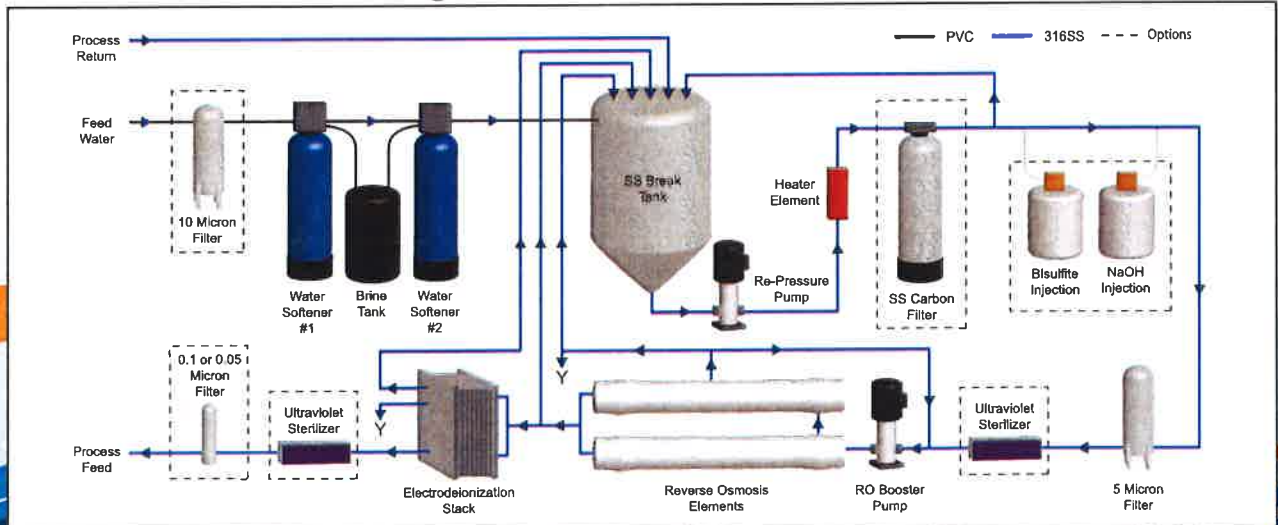 Process
Return
PVC
316SS
Options
Feed
Water
10 Micron
Filter
Water
Softener
#1
Brine
Tank
Water
Softener
#2
SS Break
Tank
Re-Pressure
Pump
Heater
Element
SS Carbon
Filter
Bisulfite
Injection
NaOH
Injection
0.1 or 0.05
Micron
Filter
Ultraviolet
Sterilizer
Process
Feed
Y
Electrodeionization
Stack
Y
Reverse Osmosis
Elements
RO Booster
Pump
Ultraviolet
Sterilizer
5 Micron
Filter